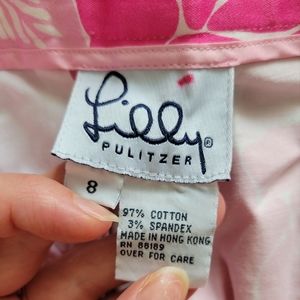 Lilly®
PULITZER
8
97% COTTON
3% SPANDEX
MADE IN HONG KONG
RN 88189
OVER FOR CARE